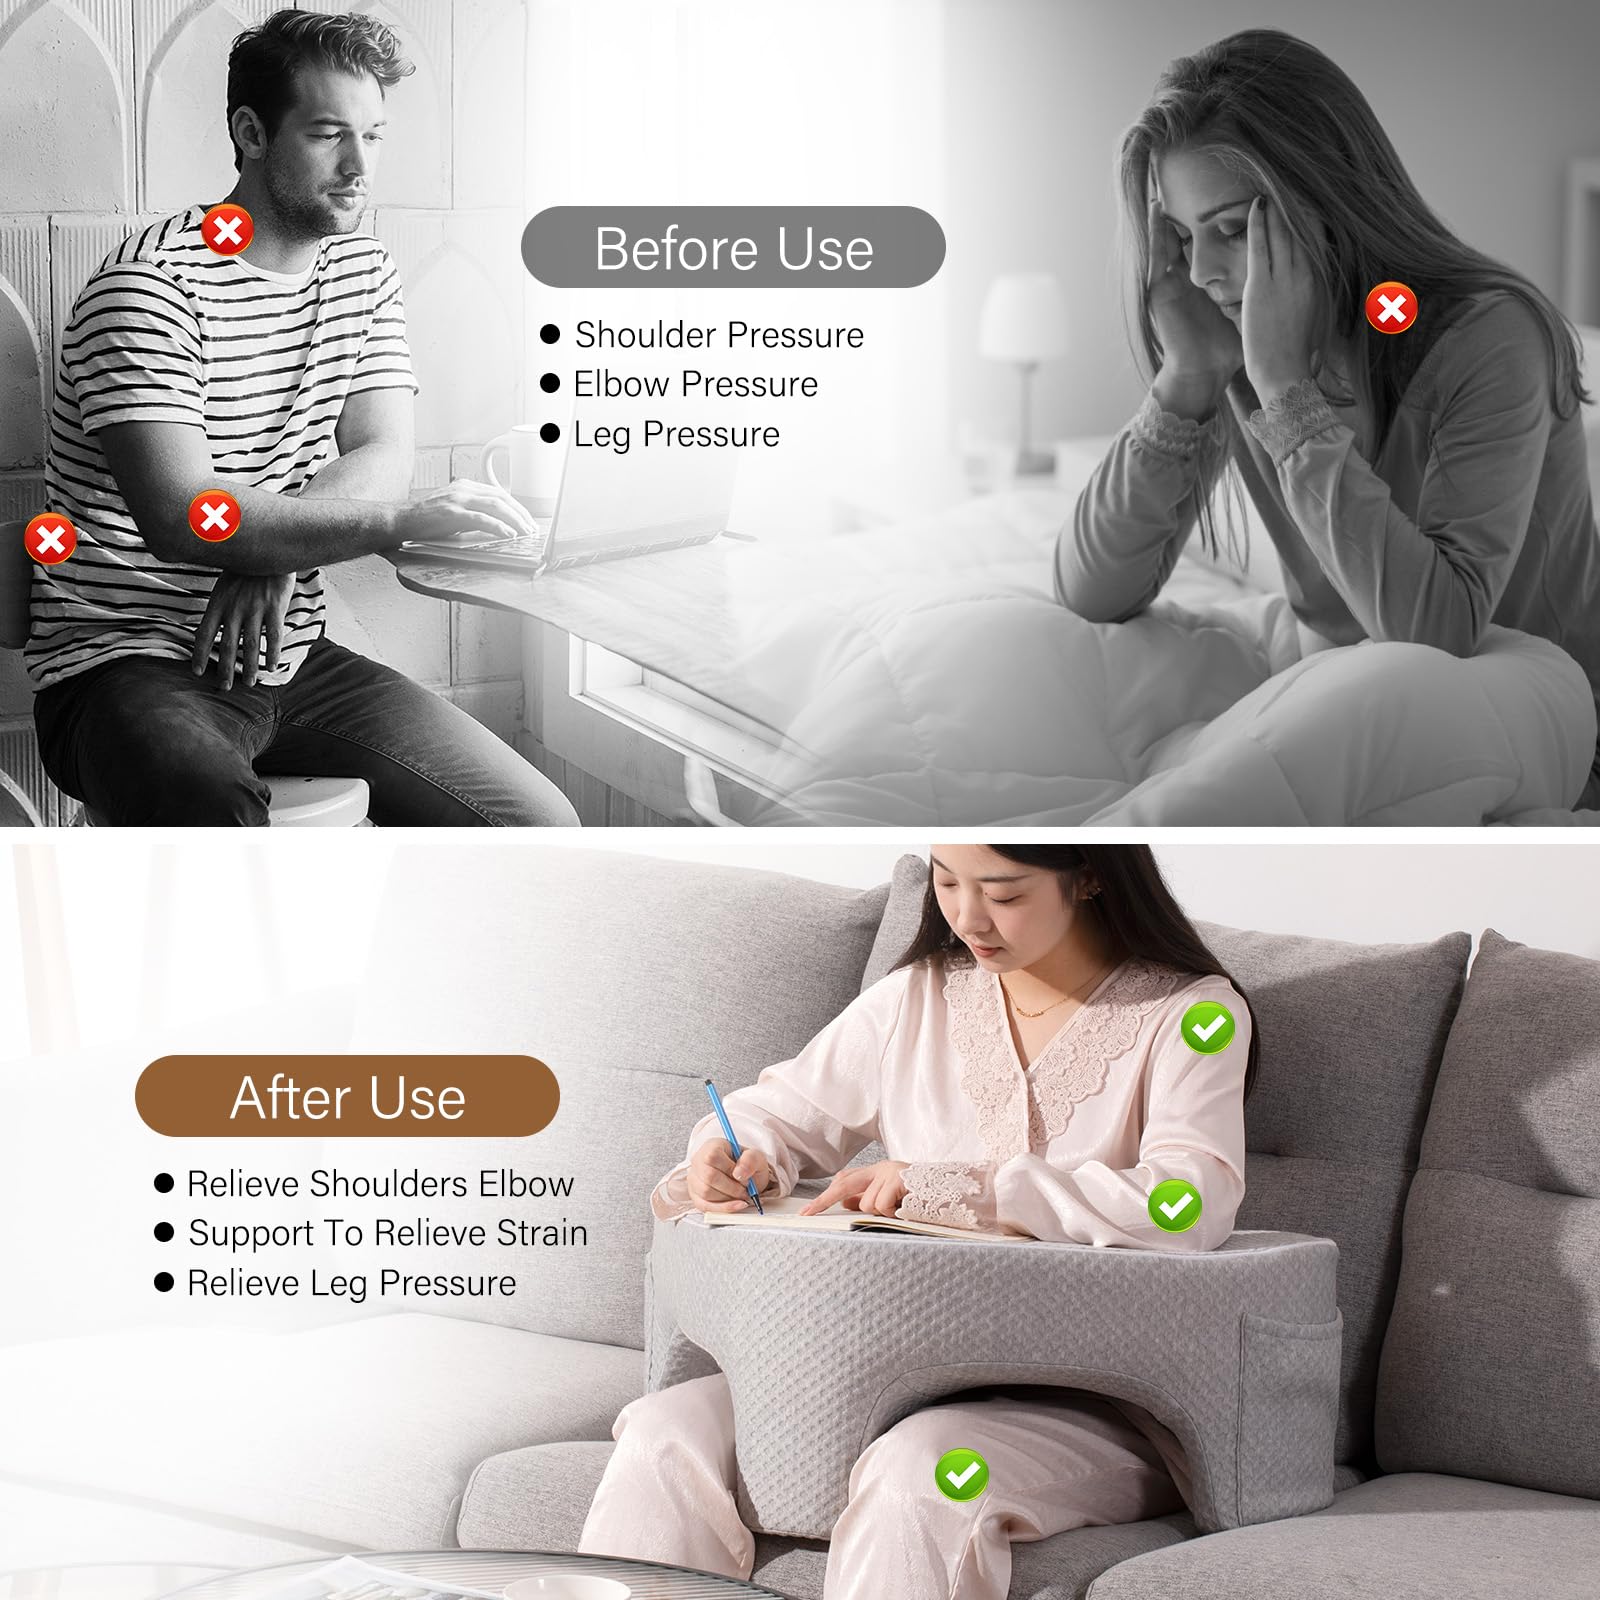 Before Use
Shoulder Pressure
Elbow Pressure
Leg Pressure
After Use
Relieve Shoulders Elbow
Support To Relieve Strain
Relieve Leg Pressure